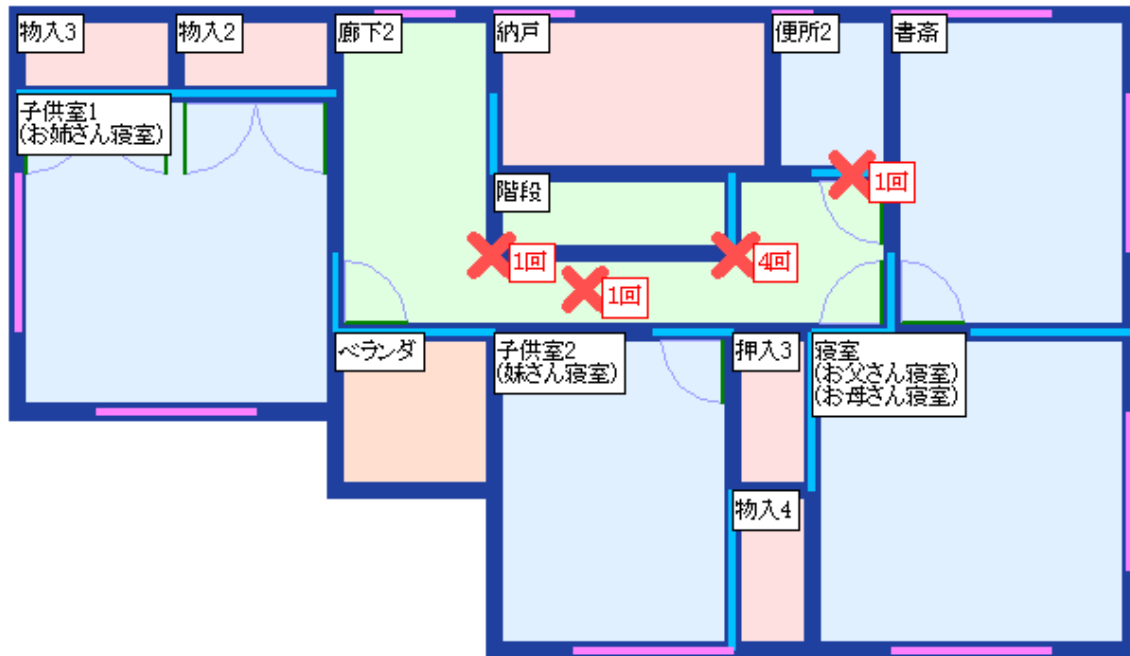 物入3
物入2
廊下2
納戸
便所2
書斎
子供室1
(お姉さん寝室)
1回
階段
1回
4回
1回
ベランダ
子供室2
(妹さん寝室)
押入3
寝室
(お父さん寝室)
(お母さん寝室)
物入4